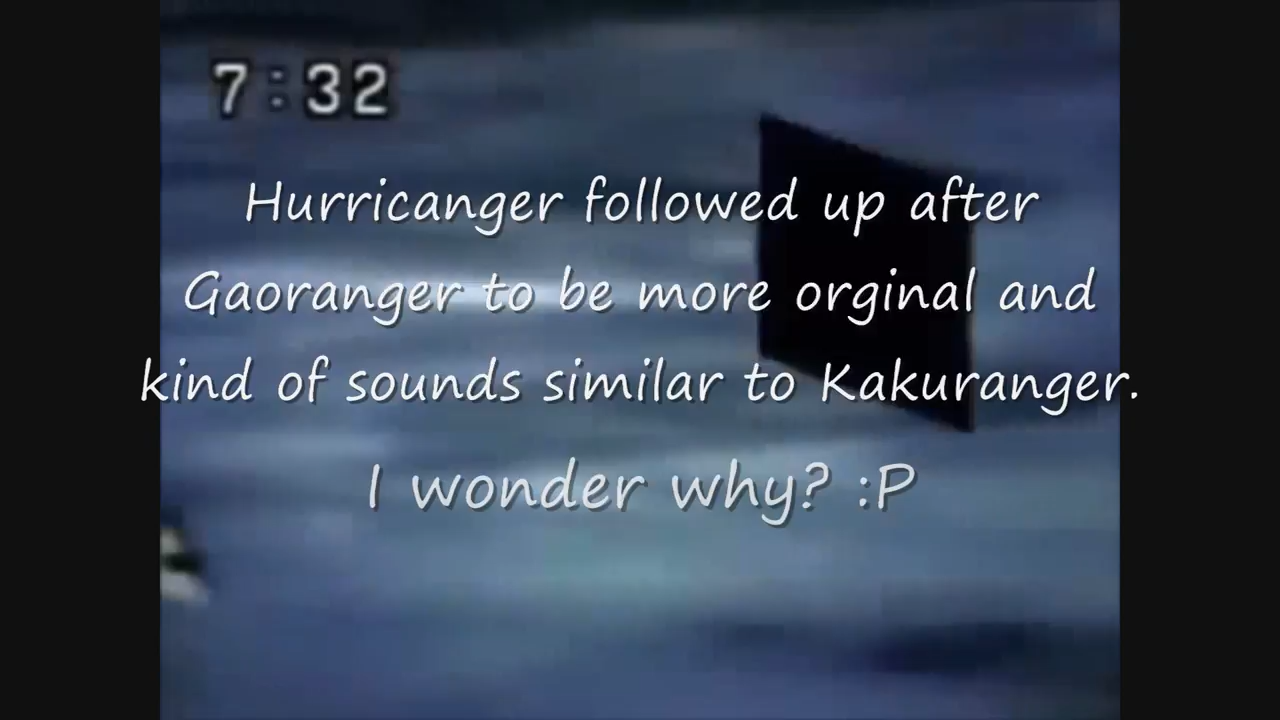 7:32
Hurricanger followed up after
Gaoranger to be more orginal and
kind of sounds similar to Kakuranger.
I wonder why? :P